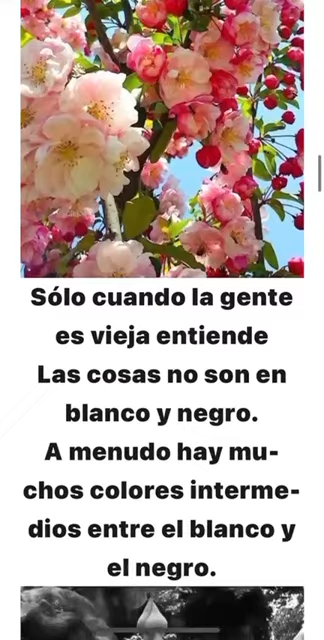 Sólo cuando la gente
es vieja entiende
Las cosas no son en
blanco y negro.
A menudo hay mu-
chos colores interme-
dios entre el blanco y
el negro.